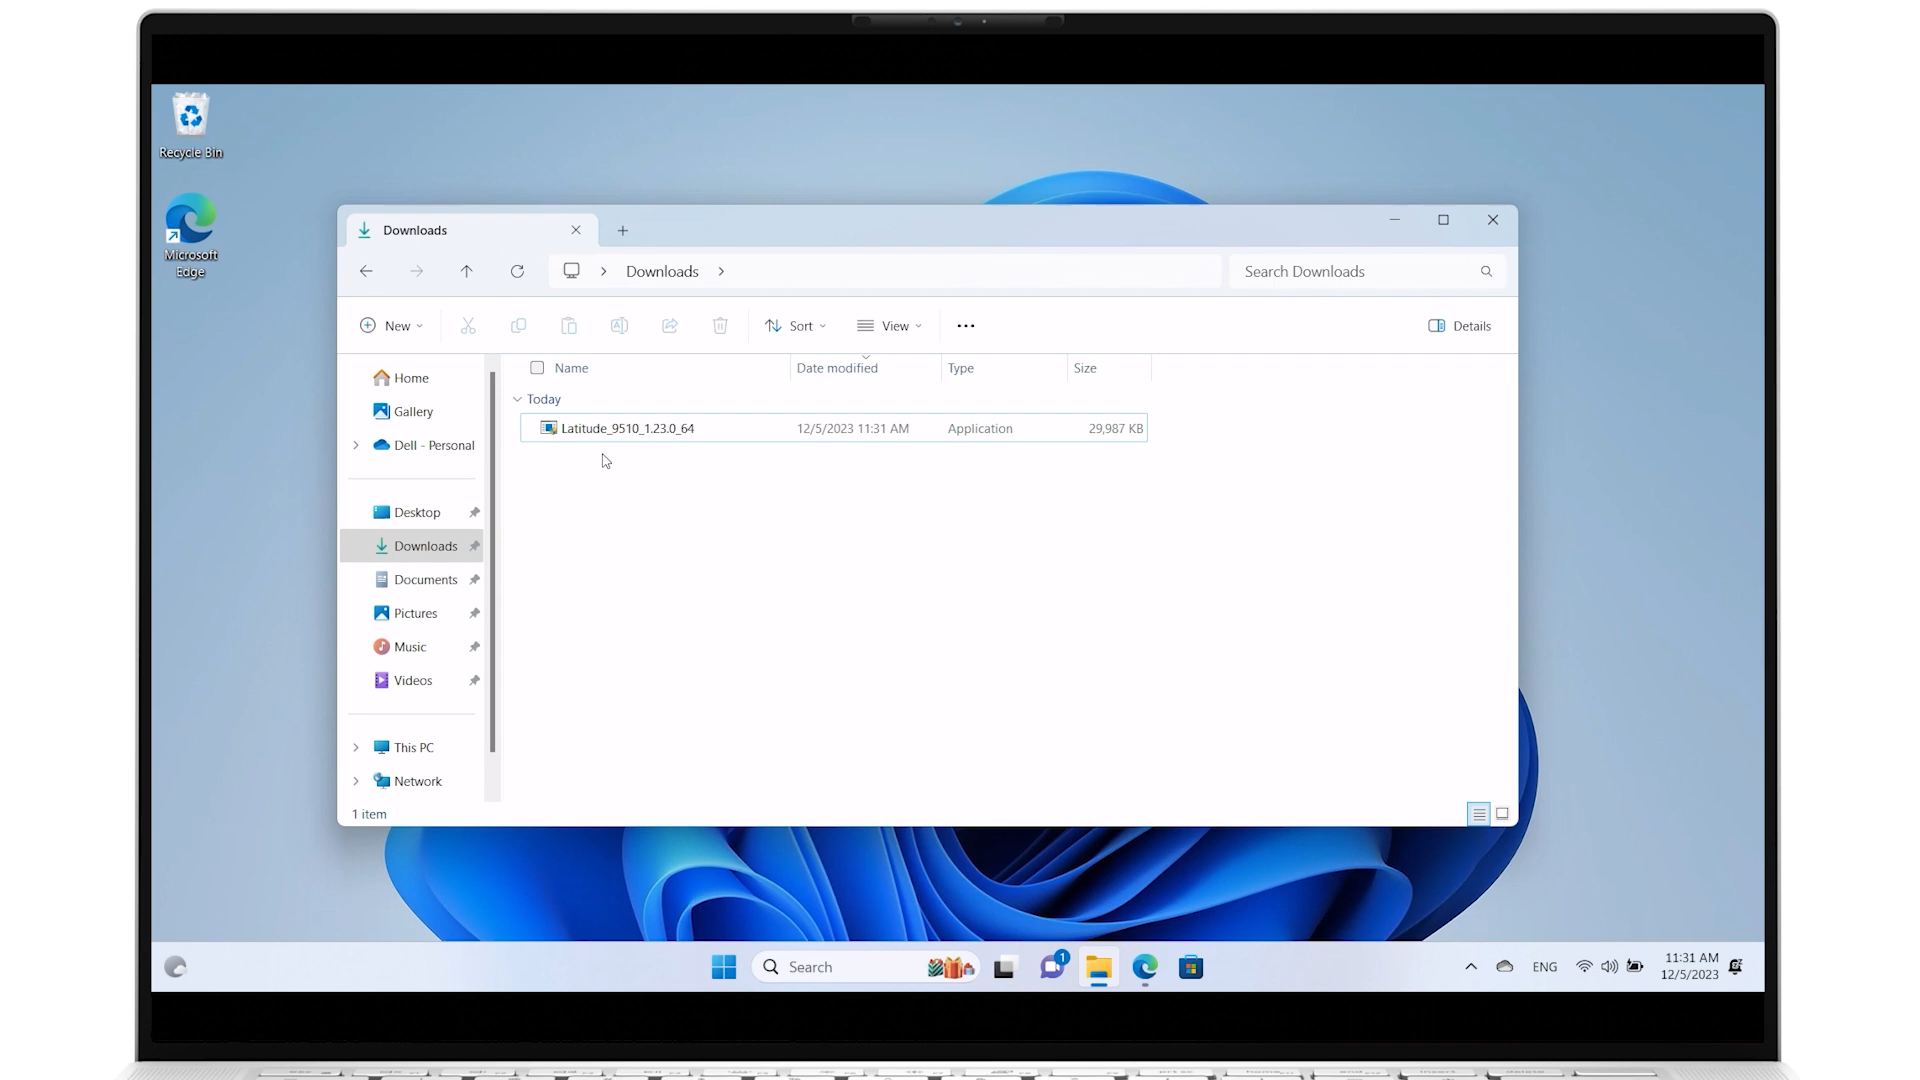 Recycle Bin
Microsoft
Edge
Downloads
Downloads
Search Downloads
New
Sort
View
Details
Name
Date modified
Type
Size
Home
Gallery
Dell - Personal
Desktop
Downloads
Documents
Pictures
Music
Videos
This PC
Network
Today
Latitude_9510_1.23.0_64
12/5/2023 11:31 AM
Application
29,987 KB
1 item
Search
1
ENG
11:31 AM
12/5/2023